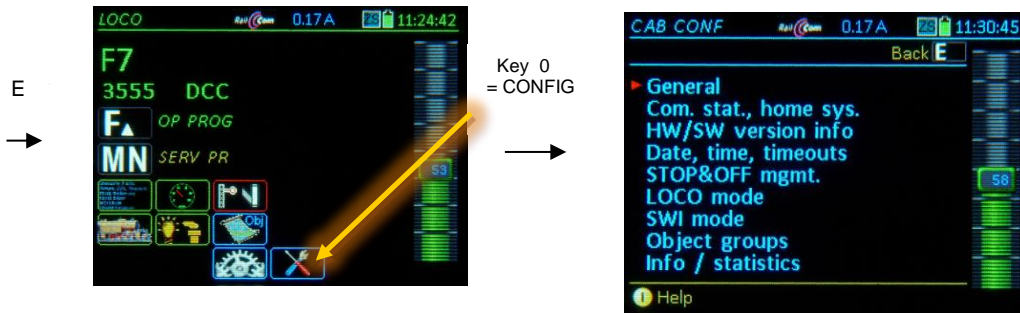 E
LOCO RailCom 0.17 A ZS 11:24:42
F7
3555 DCC
F▲ OP PROG
MN SERV PR
53
Obj
Key 0
= CONFIG
CAB CONF RailCom 0.17 A ZS 11:30:45
Back E
General
Com. stat., home sys.
HW/SW version info
Date, time, timeouts
STOP&OFF mgmt.
LOCO mode
SWI mode
Object groups
Info / statistics
58
Help